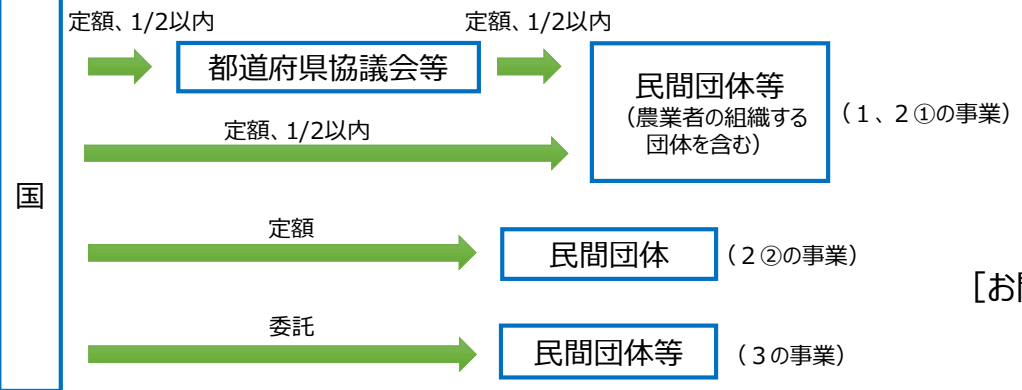 定額、1/2以内
定額、1/2以内
都道府県協議会等
民間団体等
（農業者の組織する
団体を含む）
（１、２①の事業）
定額、1/2以内
国
定額
民間団体
（２②の事業）
［お
委託
民間団体等
（３の事業）